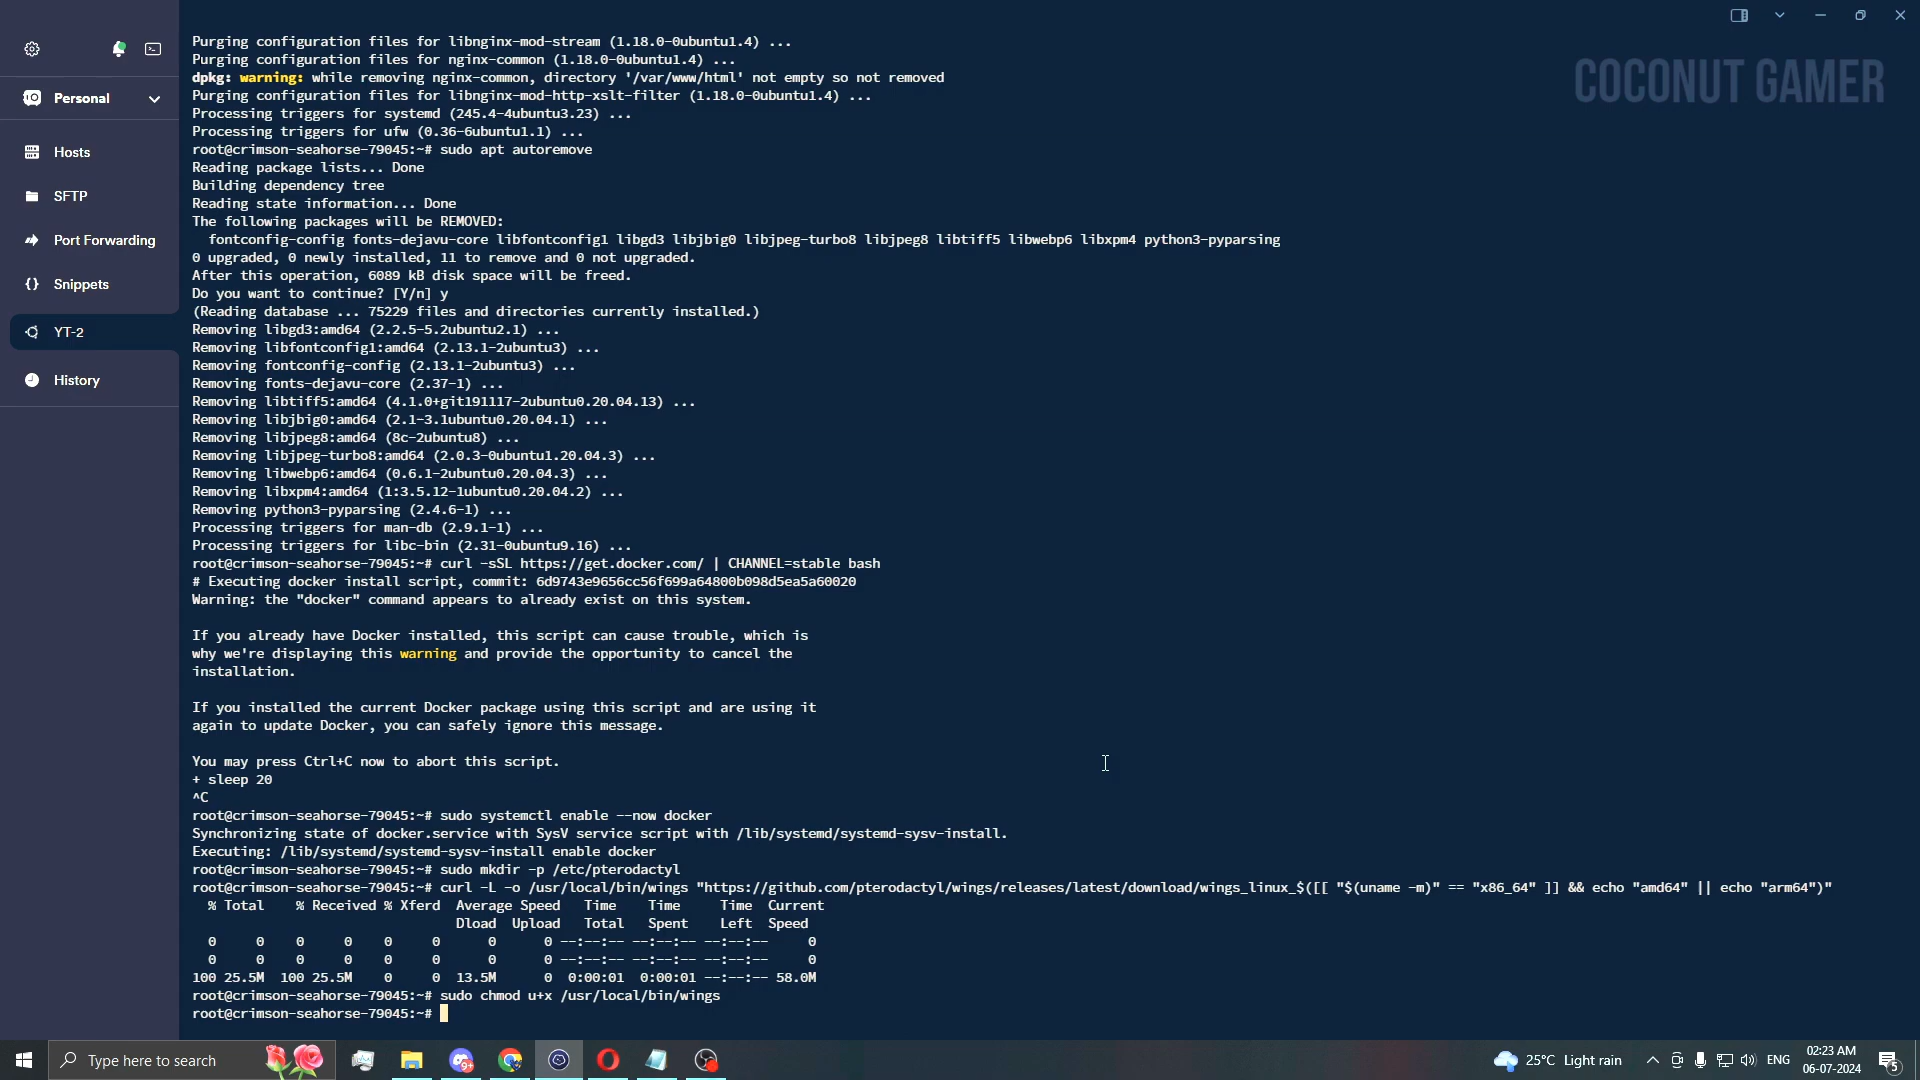 COCONUT GAMER
Personal
Hosts
SFTP
Port Forwarding
Snippets
YT-2
History
Purging configuration files for libnginx-mod-stream (1.18.0-0ubuntu1.4) ...
Purging configuration files for nginx-common (1.18.0-0ubuntu1.4) ...
dpkg: warning: while removing nginx-common, directory '/var/www/html' not empty so not removed
Purging configuration files for libnginx-mod-http-xslt-filter (1.18.0-0ubuntu1.4) ...
Processing triggers for systemd (245.4-4ubuntu3.23) ...
Processing triggers for ufw (0.36-6ubuntu1.1) ...
root@crimson-seahorse-79045:~# sudo apt autoremove
Reading package lists... Done
Building dependency tree
Reading state information... Done
The following packages will be REMOVED:
  fontconfig-config fonts-dejavu-core libfontconfig1 libgd3 libjbig0 libjpeg-turbo8 libjpeg8 libtiff5 libwebp6 libxpm4 python3-pyparsing
0 upgraded, 0 newly installed, 11 to remove and 0 not upgraded.
After this operation, 6089 kB disk space will be freed.
Do you want to continue? [Y/n] y
(Reading database ... 75229 files and directories currently installed.)
Removing libgd3:amd64 (2.2.5-5.2ubuntu2.1) ...
Removing libfontconfig1:amd64 (2.13.1-2ubuntu3) ...
Removing fontconfig-config (2.13.1-2ubuntu3) ...
Removing fonts-dejavu-core (2.37-1) ...
Removing libtiff5:amd64 (4.1.0+git191117-2ubuntu0.20.04.13) ...
Removing libjbig0:amd64 (2.1-3.1ubuntu0.20.04.1) ...
Removing libjpeg8:amd64 (8c-2ubuntu8) ...
Removing libjpeg-turbo8:amd64 (2.0.3-0ubuntu1.20.04.3) ...
Removing libwebp6:amd64 (0.6.1-2ubuntu0.20.04.3) ...
Removing libxpm4:amd64 (1:3.5.12-1ubuntu0.20.04.2) ...
Removing python3-pyparsing (2.4.6-1) ...
Processing triggers for man-db (2.9.1-1) ...
Processing triggers for libc-bin (2.31-0ubuntu9.16) ...
root@crimson-seahorse-79045:~# curl -sSL https://get.docker.com/ | CHANNEL=stable bash
# Executing docker install script, commit: 6d9743e9656cc56f699a64800b098d5ea5a60020
Warning: the "docker" command appears to already exist on this system.
If you already have Docker installed, this script can cause trouble, which is
why we're displaying this warning and provide the opportunity to cancel the
installation.
If you installed the current Docker package using this script and are using it
again to update Docker, you can safely ignore this message.
You may press Ctrl+C now to abort this script.
+ sleep 20
^C
root@crimson-seahorse-79045:~# sudo systemctl enable --now docker
Synchronizing state of docker.service with SysV service script with /lib/systemd/systemd-sysv-install.
Executing: /lib/systemd/systemd-sysv-install enable docker
root@crimson-seahorse-79045:~# sudo mkdir -p /etc/pterodactyl
root@crimson-seahorse-79045:~# curl -L -o /usr/local/bin/wings "https://github.com/pterodactyl/wings/releases/latest/download/wings_linux_$([[ "$(uname -m)" == "x86_64" ]] && echo "amd64" || echo "arm64")"
  % Total    % Received % Xferd  Average Speed   Time    Time     Time  Current
                                 Dload  Upload   Total   Spent    Left  Speed
  0     0    0     0    0     0      0      0 --:--:-- --:--:-- --:--:--     0
  0     0    0     0    0     0      0      0 --:--:-- --:--:-- --:--:--     0
100 25.5M  100 25.5M    0     0  13.5M      0  0:00:01  0:00:01 --:--:-- 58.0M
root@crimson-seahorse-79045:~# sudo chmod u+x /usr/local/bin/wings
root@crimson-seahorse-79045:~#
Type here to search
9+
25°C Light rain
ENG
02:23 AM
06-07-2024
5